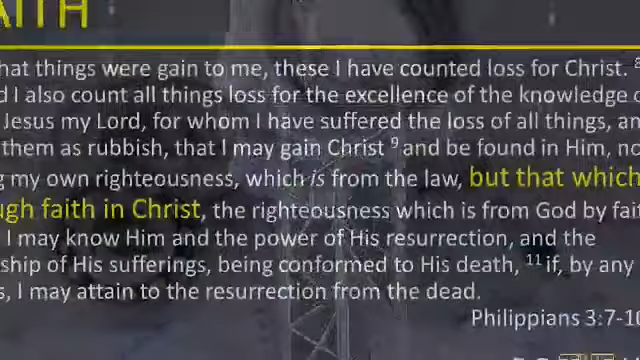 AITH
hat things were gain to me, these I have counted loss for Christ. 8
d I also count all things loss for the excellence of the knowledge o
Jesus my Lord, for whom I have suffered the loss of all things, an
them as rubbish, that I may gain Christ 9 and be found in Him, no
g my own righteousness, which is from the law, but that which
ugh faith in Christ, the righteousness which is from God by fait
I may know Him and the power of His resurrection, and the
ship of His sufferings, being conformed to His death, 11 if, by any
s, I may attain to the resurrection from the dead.
Philippians 3:7-10